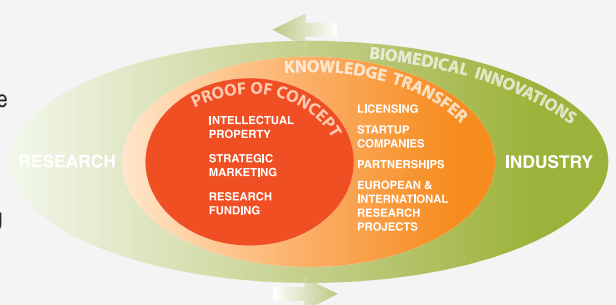 BIOMEDICAL INNOVATIONS
KNOWLEDGE TRANSFER
PROOF OF CONCEPT
RESEARCH
INTELLECTUAL
PROPERTY
STRATEGIC
MARKETING
RESEARCH
FUNDING
LICENSING
STARTUP
COMPANIES
PARTNERSHIPS
EUROPEAN &
INTERNATIONAL
RESEARCH
PROJECTS
INDUSTRY